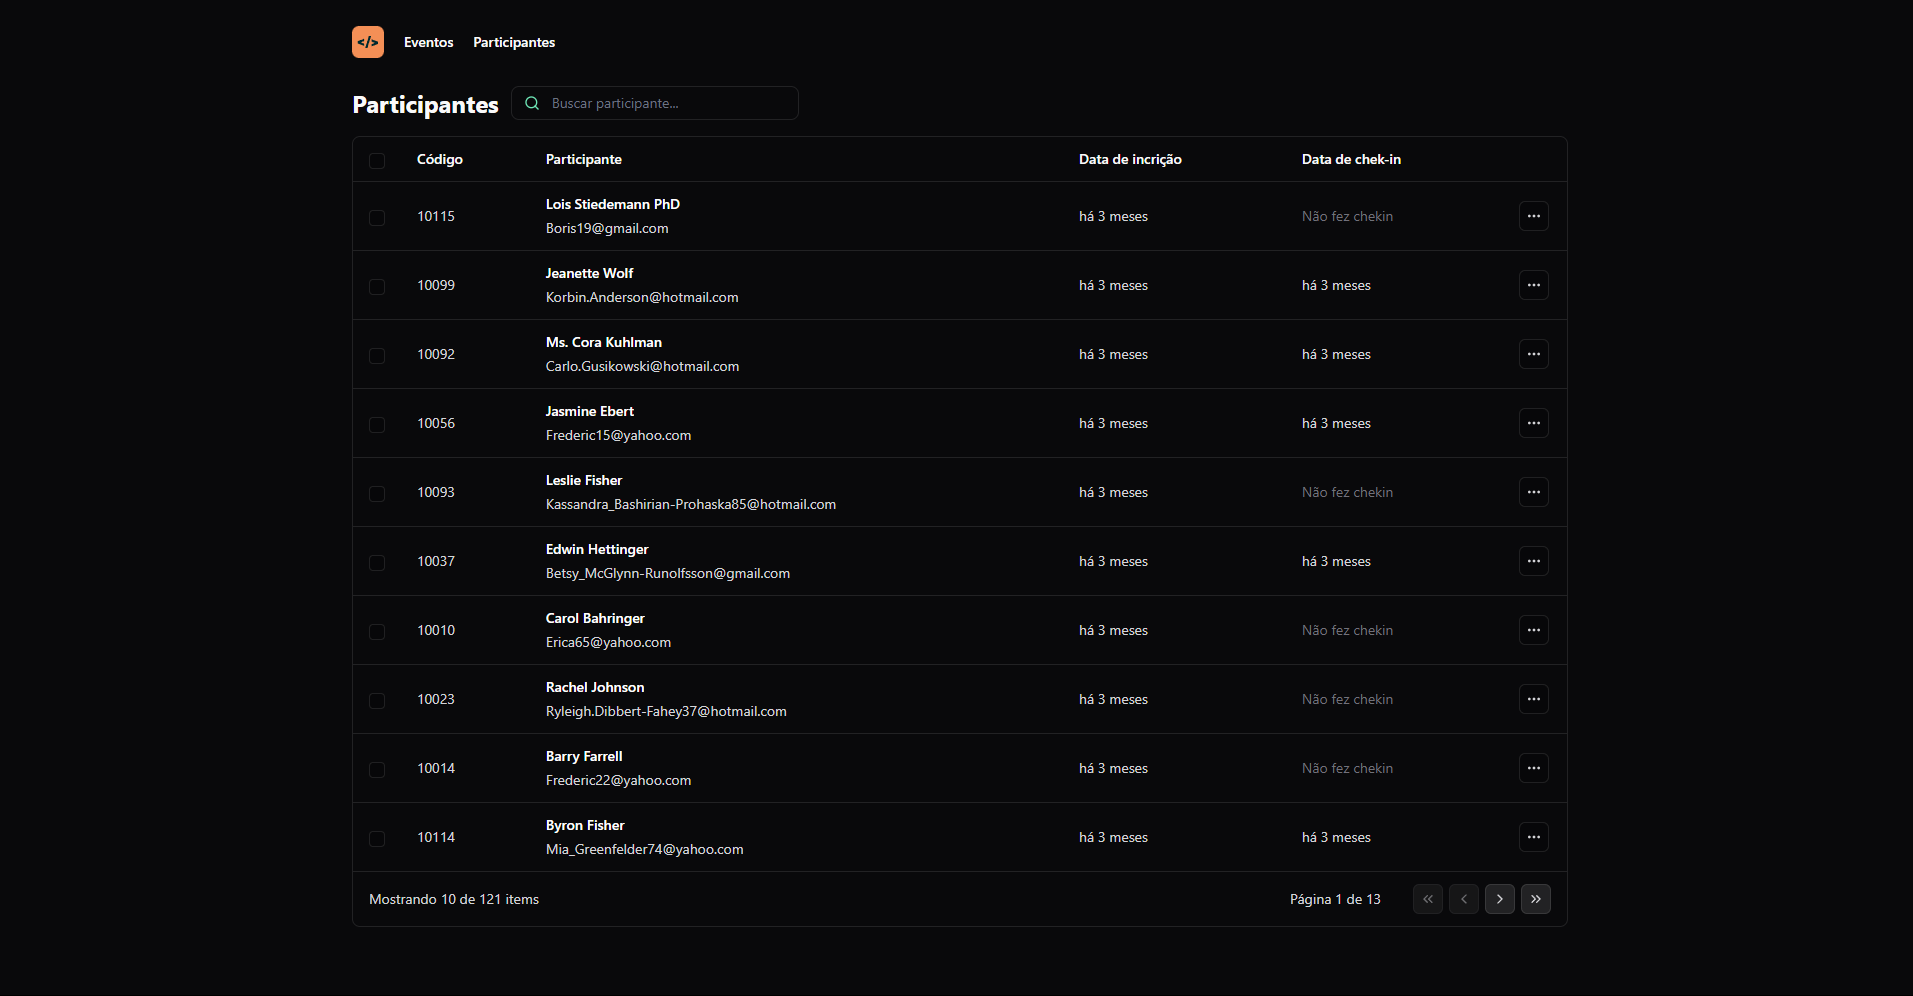 </> Eventos Participantes
Participantes Buscar participante...
Código Participante Data de incrição Data de chek-in
Lois Stiedemann PhD
10115 há 3 meses Não fez chekin
Boris19@gmail.com
Jeanette Wolf
10099 há 3 meses há 3 meses
Korbin.Anderson@hotmail.com
Ms. Cora Kuhlman
10092 há 3 meses há 3 meses
Carlo.Gusikowski@hotmail.com
Jasmine Ebert
10056 há 3 meses há 3 meses
Frederic15@yahoo.com
Leslie Fisher
10093 há 3 meses Não fez chekin
Kassandra_Bashirian-Prohaska85@hotmail.com
Edwin Hettinger
10037 há 3 meses há 3 meses
Betsy_McGlynn-Runolfsson@gmail.com
Carol Bahringer
10010 há 3 meses Não fez chekin
Erica65@yahoo.com
Rachel Johnson
10023 há 3 meses Não fez chekin
Ryleigh.Dibbert-Fahey37@hotmail.com
Barry Farrell
10014 há 3 meses Não fez chekin
Frederic22@yahoo.com
Byron Fisher
10114 há 3 meses há 3 meses
Mia_Greenfelder74@yahoo.com
Mostrando 10 de 121 items Página 1 de 13